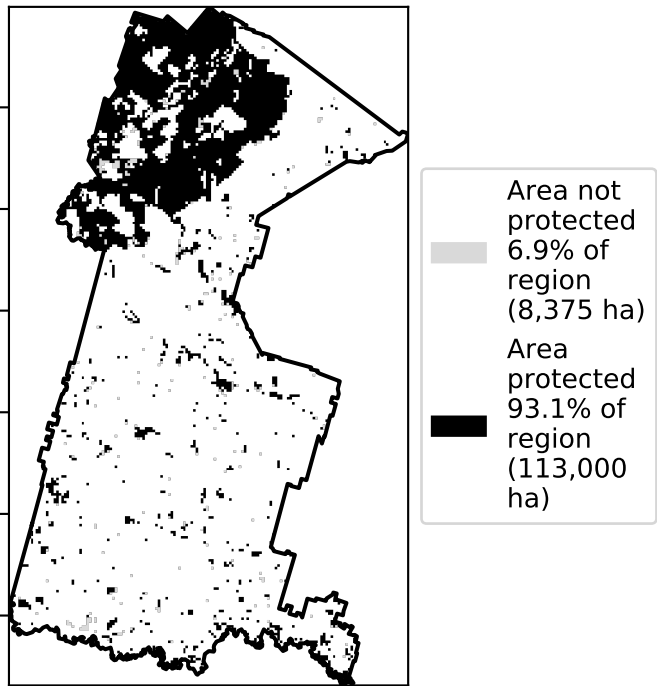 Area not
protected
6.9% of
region
(8,375 ha)
Area
protected
93.1% of
region
(113,000
ha)